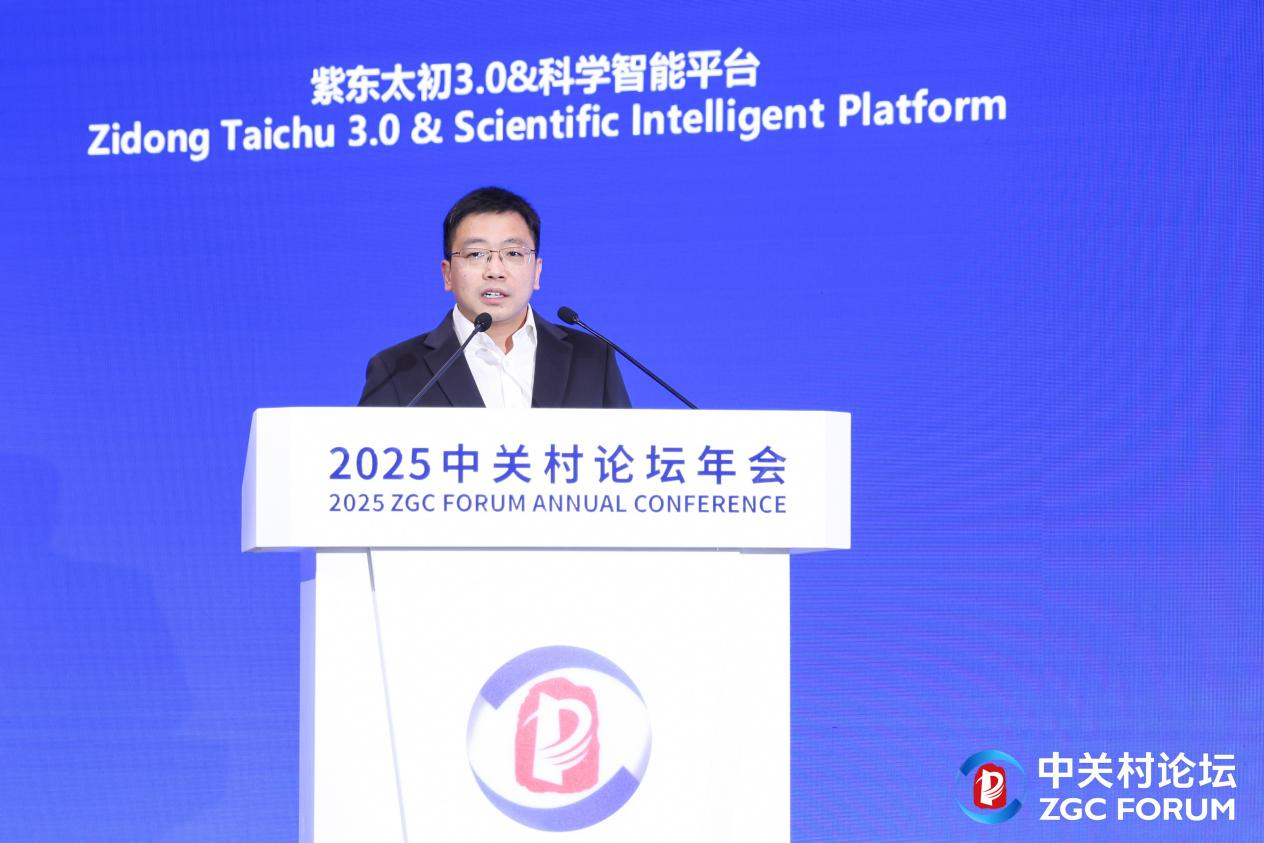 紫东太初3.0&科学智能平台
Zidong Taichu 3.0 & Scientific Intelligent Platform
2025中关村论坛年会
2025 ZGC FORUM ANNUAL CONFERENCE
中关村论坛
ZGC FORUM